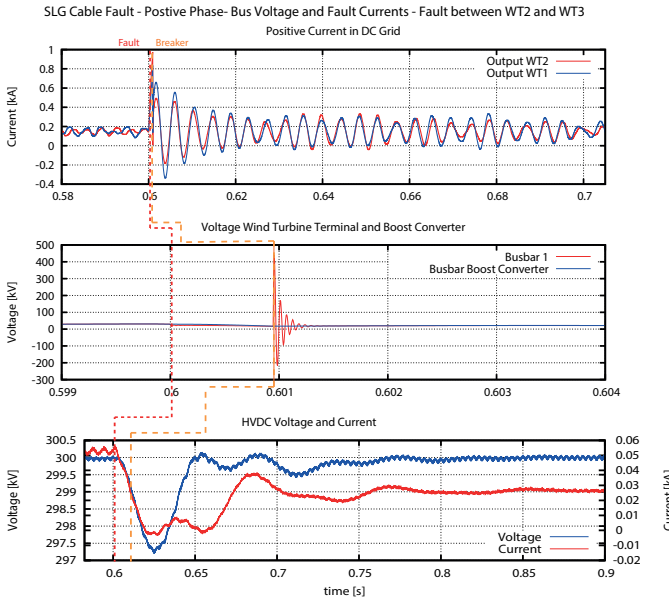 SLG Cable Fault - Postive Phase- Bus Voltage and Fault Currents - Fault between WT2 and WT3
Positive Current in DC Grid
Fault Breaker
Output WT2
Output WT1
Current [kA]
1
0.8
0.6
0.4
0.2
0
-0.2
-0.4
0.58 0.6 0.62 0.64 0.66 0.68 0.7
Voltage Wind Turbine Terminal and Boost Converter
Busbar 1
Busbar Boost Converter
Voltage [kV]
500
400
300
200
100
0
-100
-200
-300
0.599 0.6 0.601 0.602 0.603 0.604
HVDC Voltage and Current
Voltage [kV]
300.5
300
299.5
299
298.5
298
297.5
297
0.06
0.05
0.04
0.03
0.02
0.01
0
-0.01
-0.02
Current [kA]
Voltage
Current
0.6 0.65 0.7 0.75 0.8 0.85 0.9
time [s]